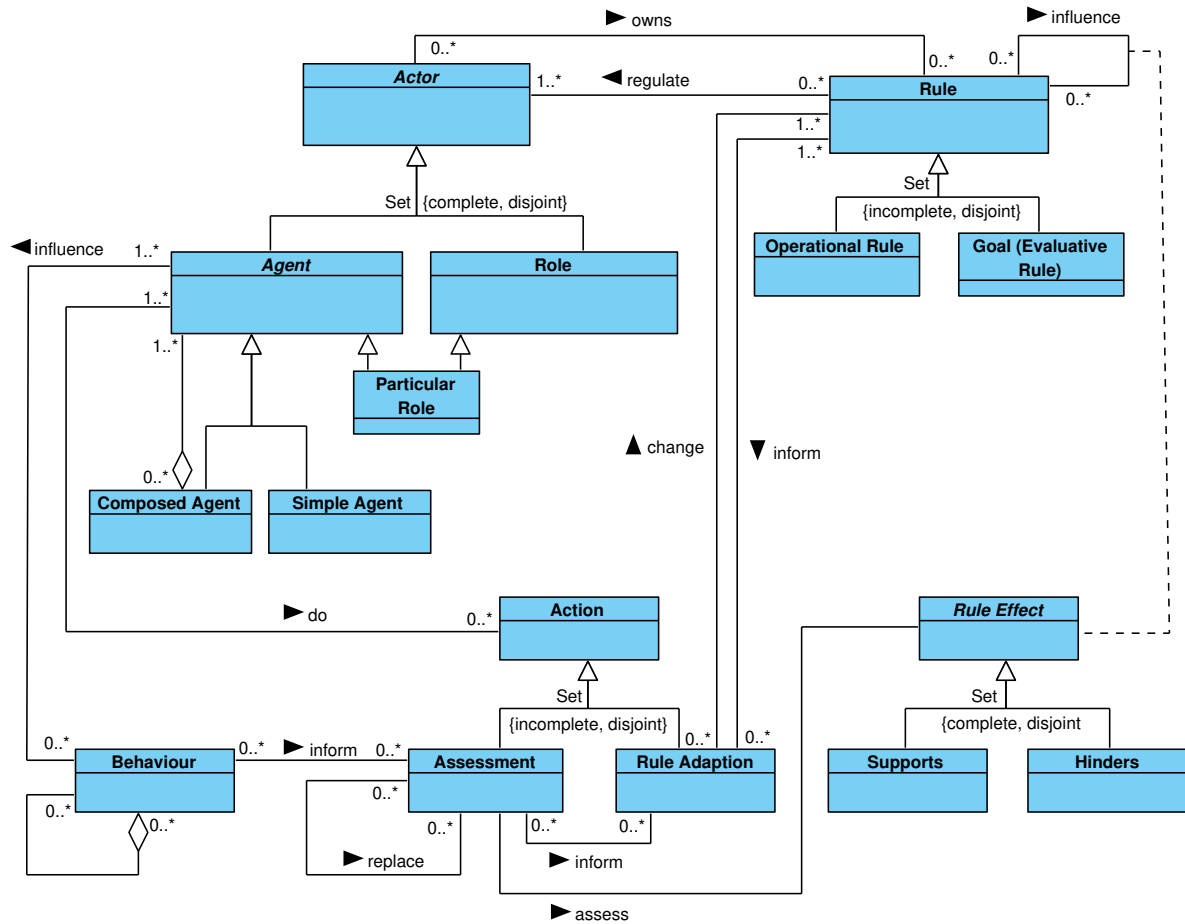 owns
influence
0..*
0..*
0..*
Actor
1..*
regulate
0..*
Rule
0..*
1..*
1..*
Set
Set {complete, disjoint}
{incomplete, disjoint}
influence
1..*
Agent
Role
Operational Rule
Goal (Evaluative
Rule)
1..*
1..*
Particular
Role
change
inform
0..*
Composed Agent
Simple Agent
do
0..*
Action
Rule Effect
Set
Set
{incomplete, disjoint}
{complete, disjoint
0..*
0..*
inform
0..*
0..*
0..*
Behaviour
Assessment
Rule Adaption
Supports
Hinders
0..*
0..*
0..*
0..*
0..*
0..*
replace
inform
assess